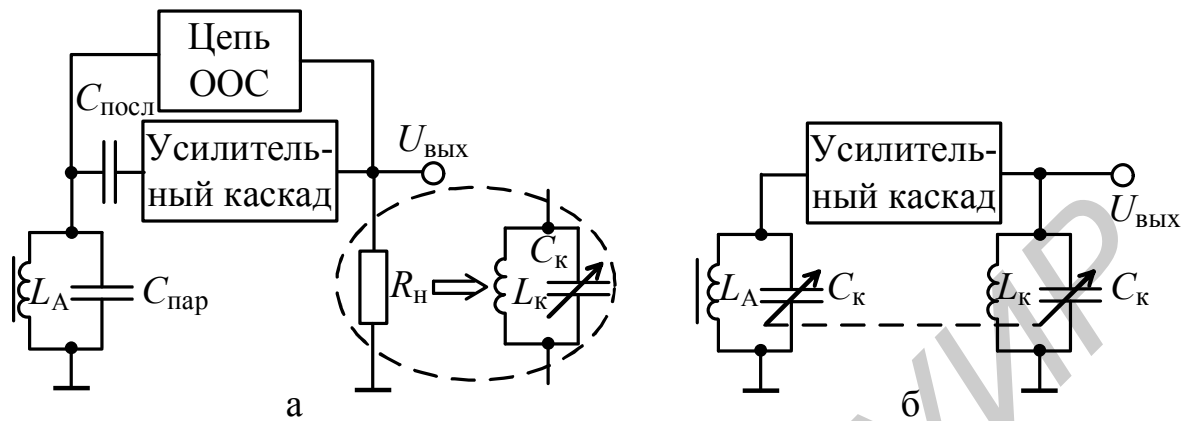 Цепь
ООС
Cпосл
Усилитель-
ный каскад
Uвых
LА
Cпар
Rн
Cк
Lк
а
Усилитель-
ный каскад
Uвых
LА
Cк
Lк
Cк
б
УИР